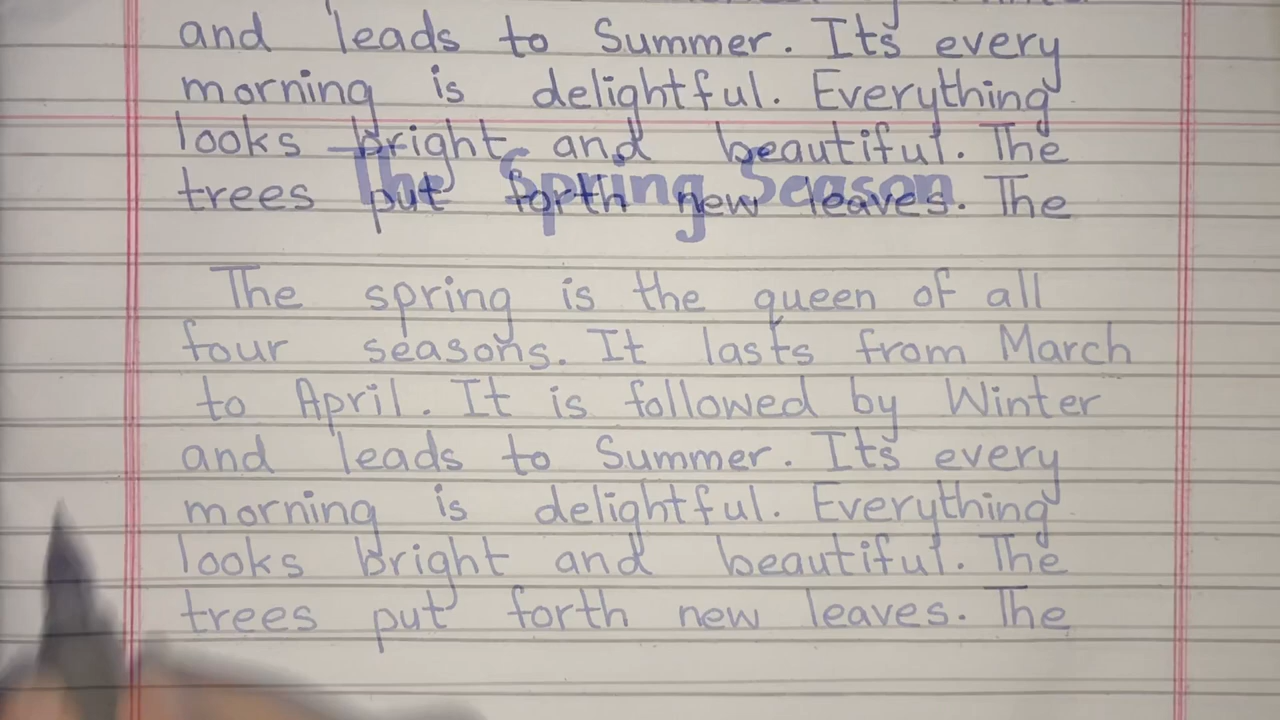 and leads to Summer. Its every
morning is delightful. Everything
looks bright and beautiful. The
The Spring Season
trees put forth new leaves. The
The spring is the queen of all
four seasons. It lasts from March
to April. It is followed by Winter
and leads to Summer. Its every
morning is delightful. Everything
looks bright and beautiful. The
trees put forth new leaves. The